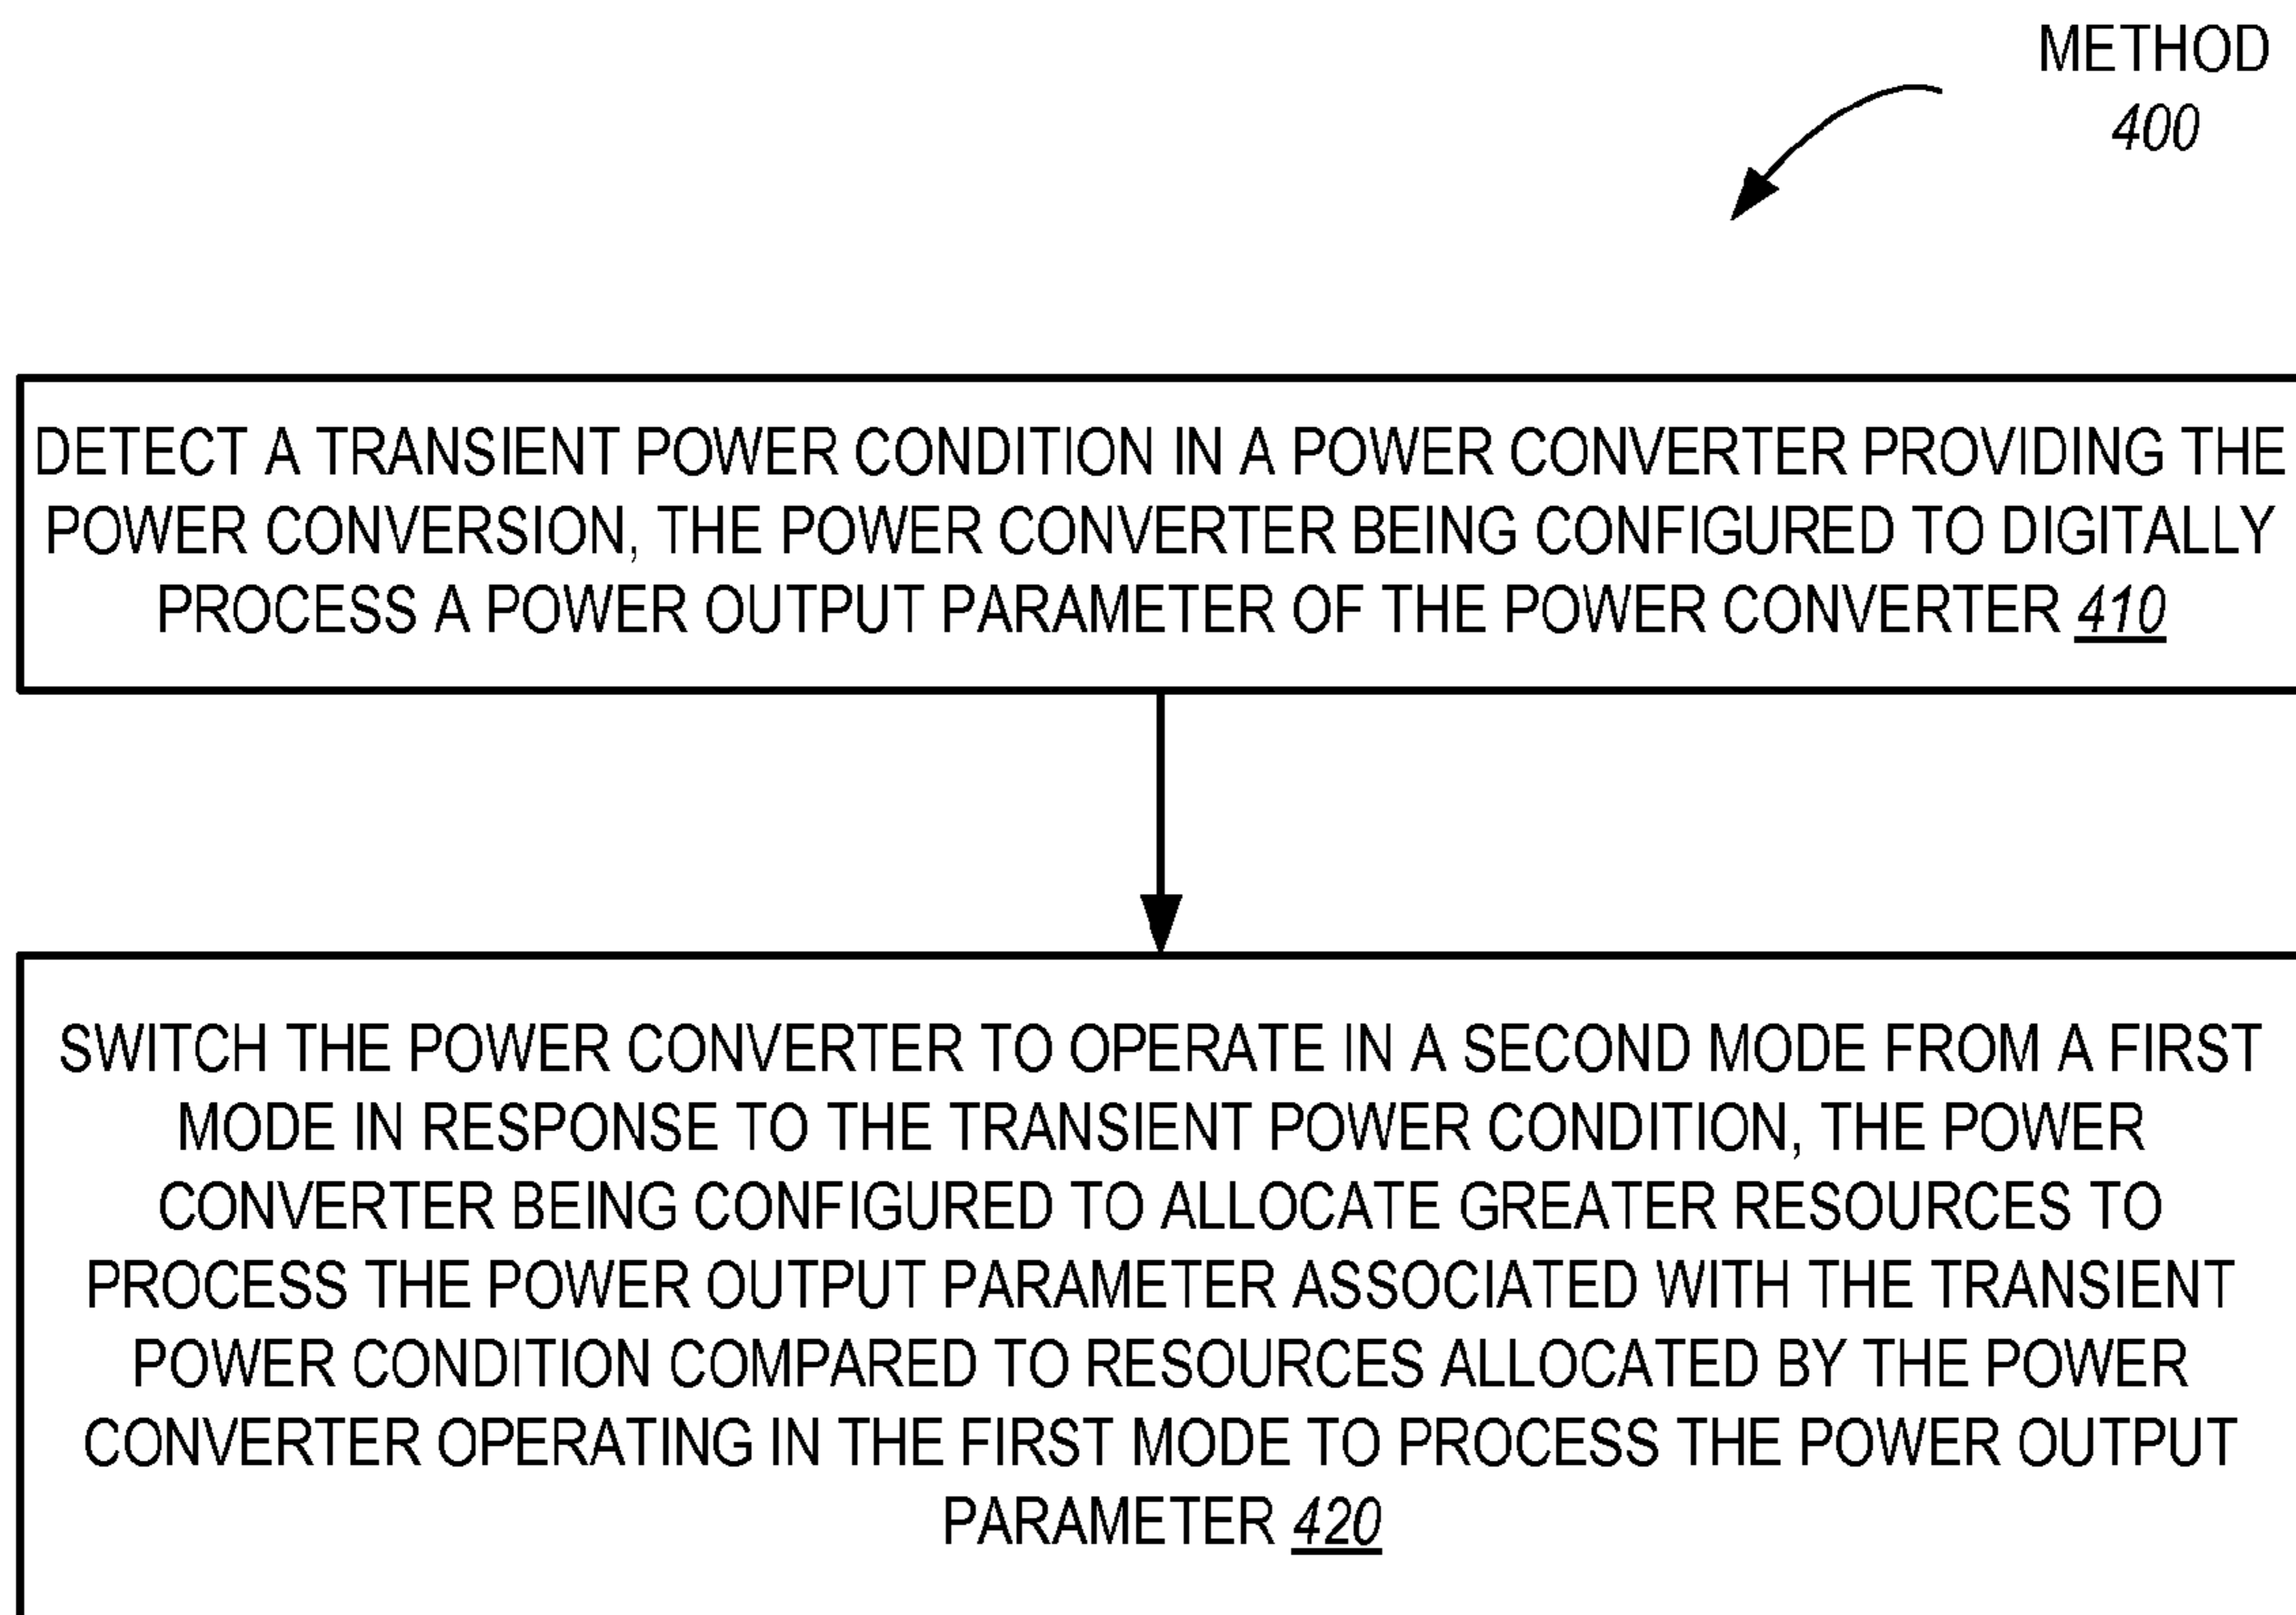 METHOD
400
DETECT A TRANSIENT POWER CONDITION IN A POWER CONVERTER PROVIDING THE
POWER CONVERSION, THE POWER CONVERTER BEING CONFIGURED TO DIGITALLY
PROCESS A POWER OUTPUT PARAMETER OF THE POWER CONVERTER 410
SWITCH THE POWER CONVERTER TO OPERATE IN A SECOND MODE FROM A FIRST
MODE IN RESPONSE TO THE TRANSIENT POWER CONDITION, THE POWER
CONVERTER BEING CONFIGURED TO ALLOCATE GREATER RESOURCES TO
PROCESS THE POWER OUTPUT PARAMETER ASSOCIATED WITH THE TRANSIENT
POWER CONDITION COMPARED TO RESOURCES ALLOCATED BY THE POWER
CONVERTER OPERATING IN THE FIRST MODE TO PROCESS THE POWER OUTPUT
PARAMETER 420